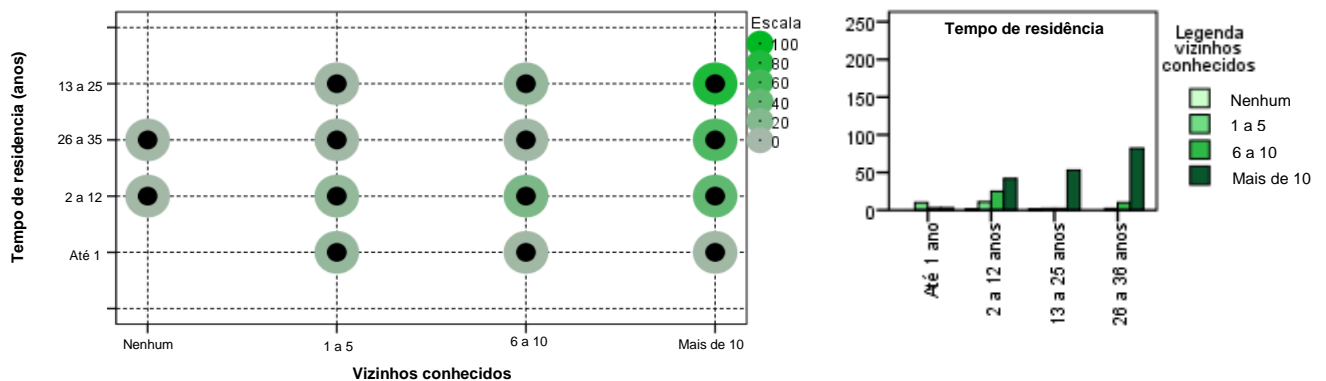 Tempo de residencia (anos)
13 a 25
26 a 35
2 a 12
Até 1
Nenhum
1 a 5
6 a 10
Mais de 10
Vizinhos conhecidos
Escala
100
80
60
40
20
0
Tempo de residência
250
200
150
100
50
0
Até 1 ano
2 a 12 anos
13 a 25 anos
26 a 36 anos
Legenda
vizinhos
conhecidos
Nenhum
1 a 5
6 a 10
Mais de 10